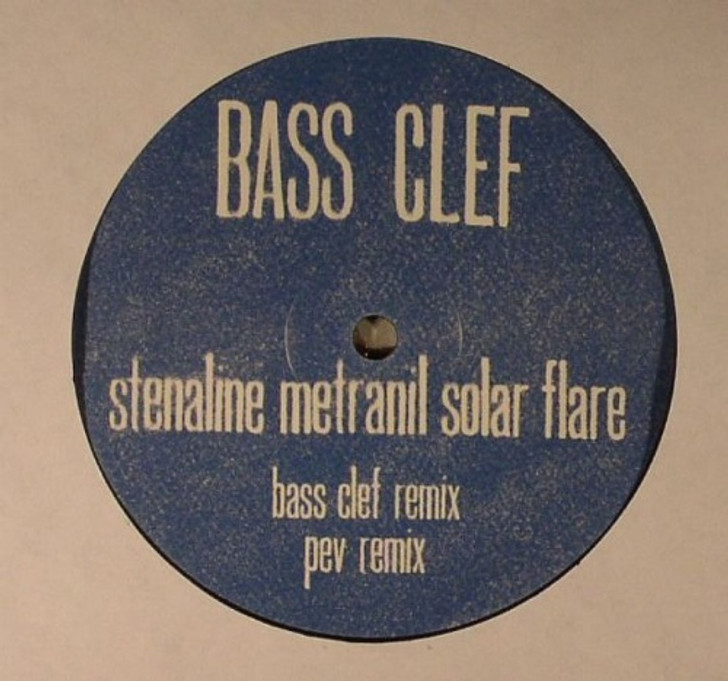 BASS CLEF
stenaline metranil solar flare
bass clef remix
pev remix